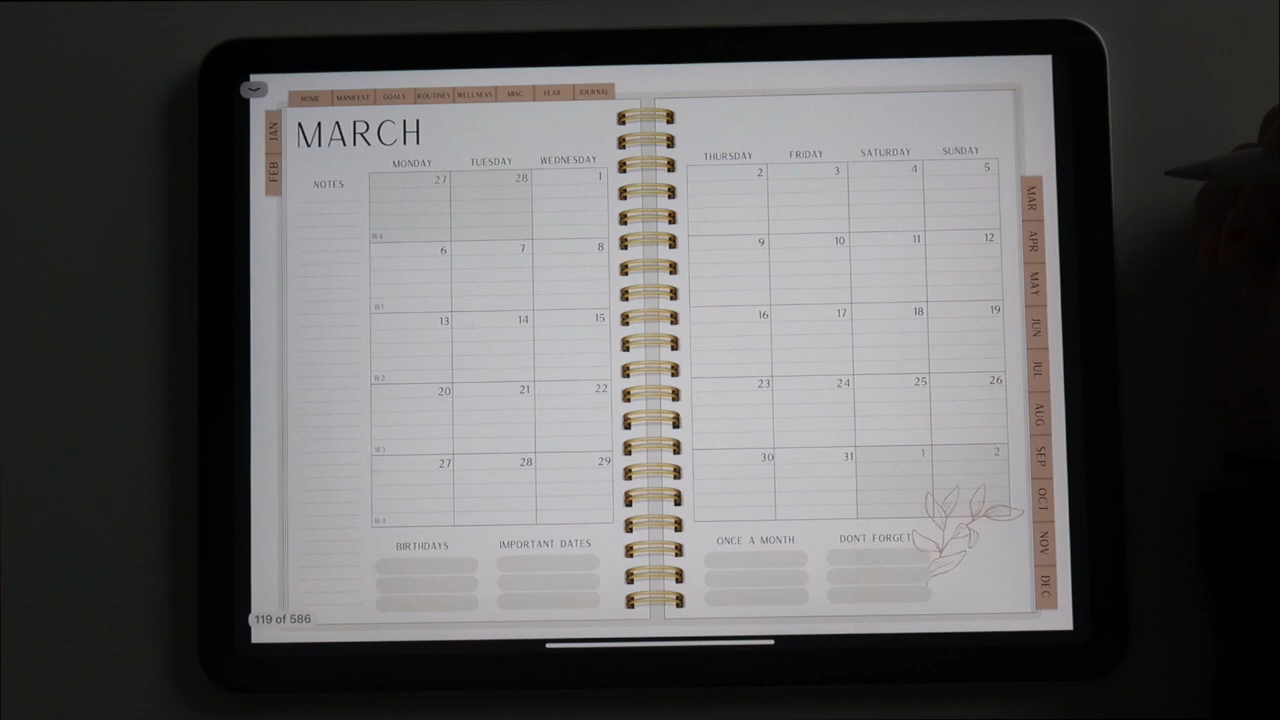 HOME MANIFEST GOALS ROUTINES WELLNESS MISC. YEAR JOURNAL
JAN
FEB
MARCH
NOTES
MONDAY TUESDAY WEDNESDAY THURSDAY FRIDAY SATURDAY SUNDAY
27 28 1 2 3 4 5
W4
6 7 8 9 10 11 12
W1
13 14 15 16 17 18 19
W2
20 21 22 23 24 25 26
W3
27 28 29 30 31 1 2
W4
BIRTHDAYS IMPORTANT DATES ONCE A MONTH DON'T FORGET
MAR
APR
MAY
JUN
JUL
AUG
SEP
OCT
NOV
DEC
119 of 586